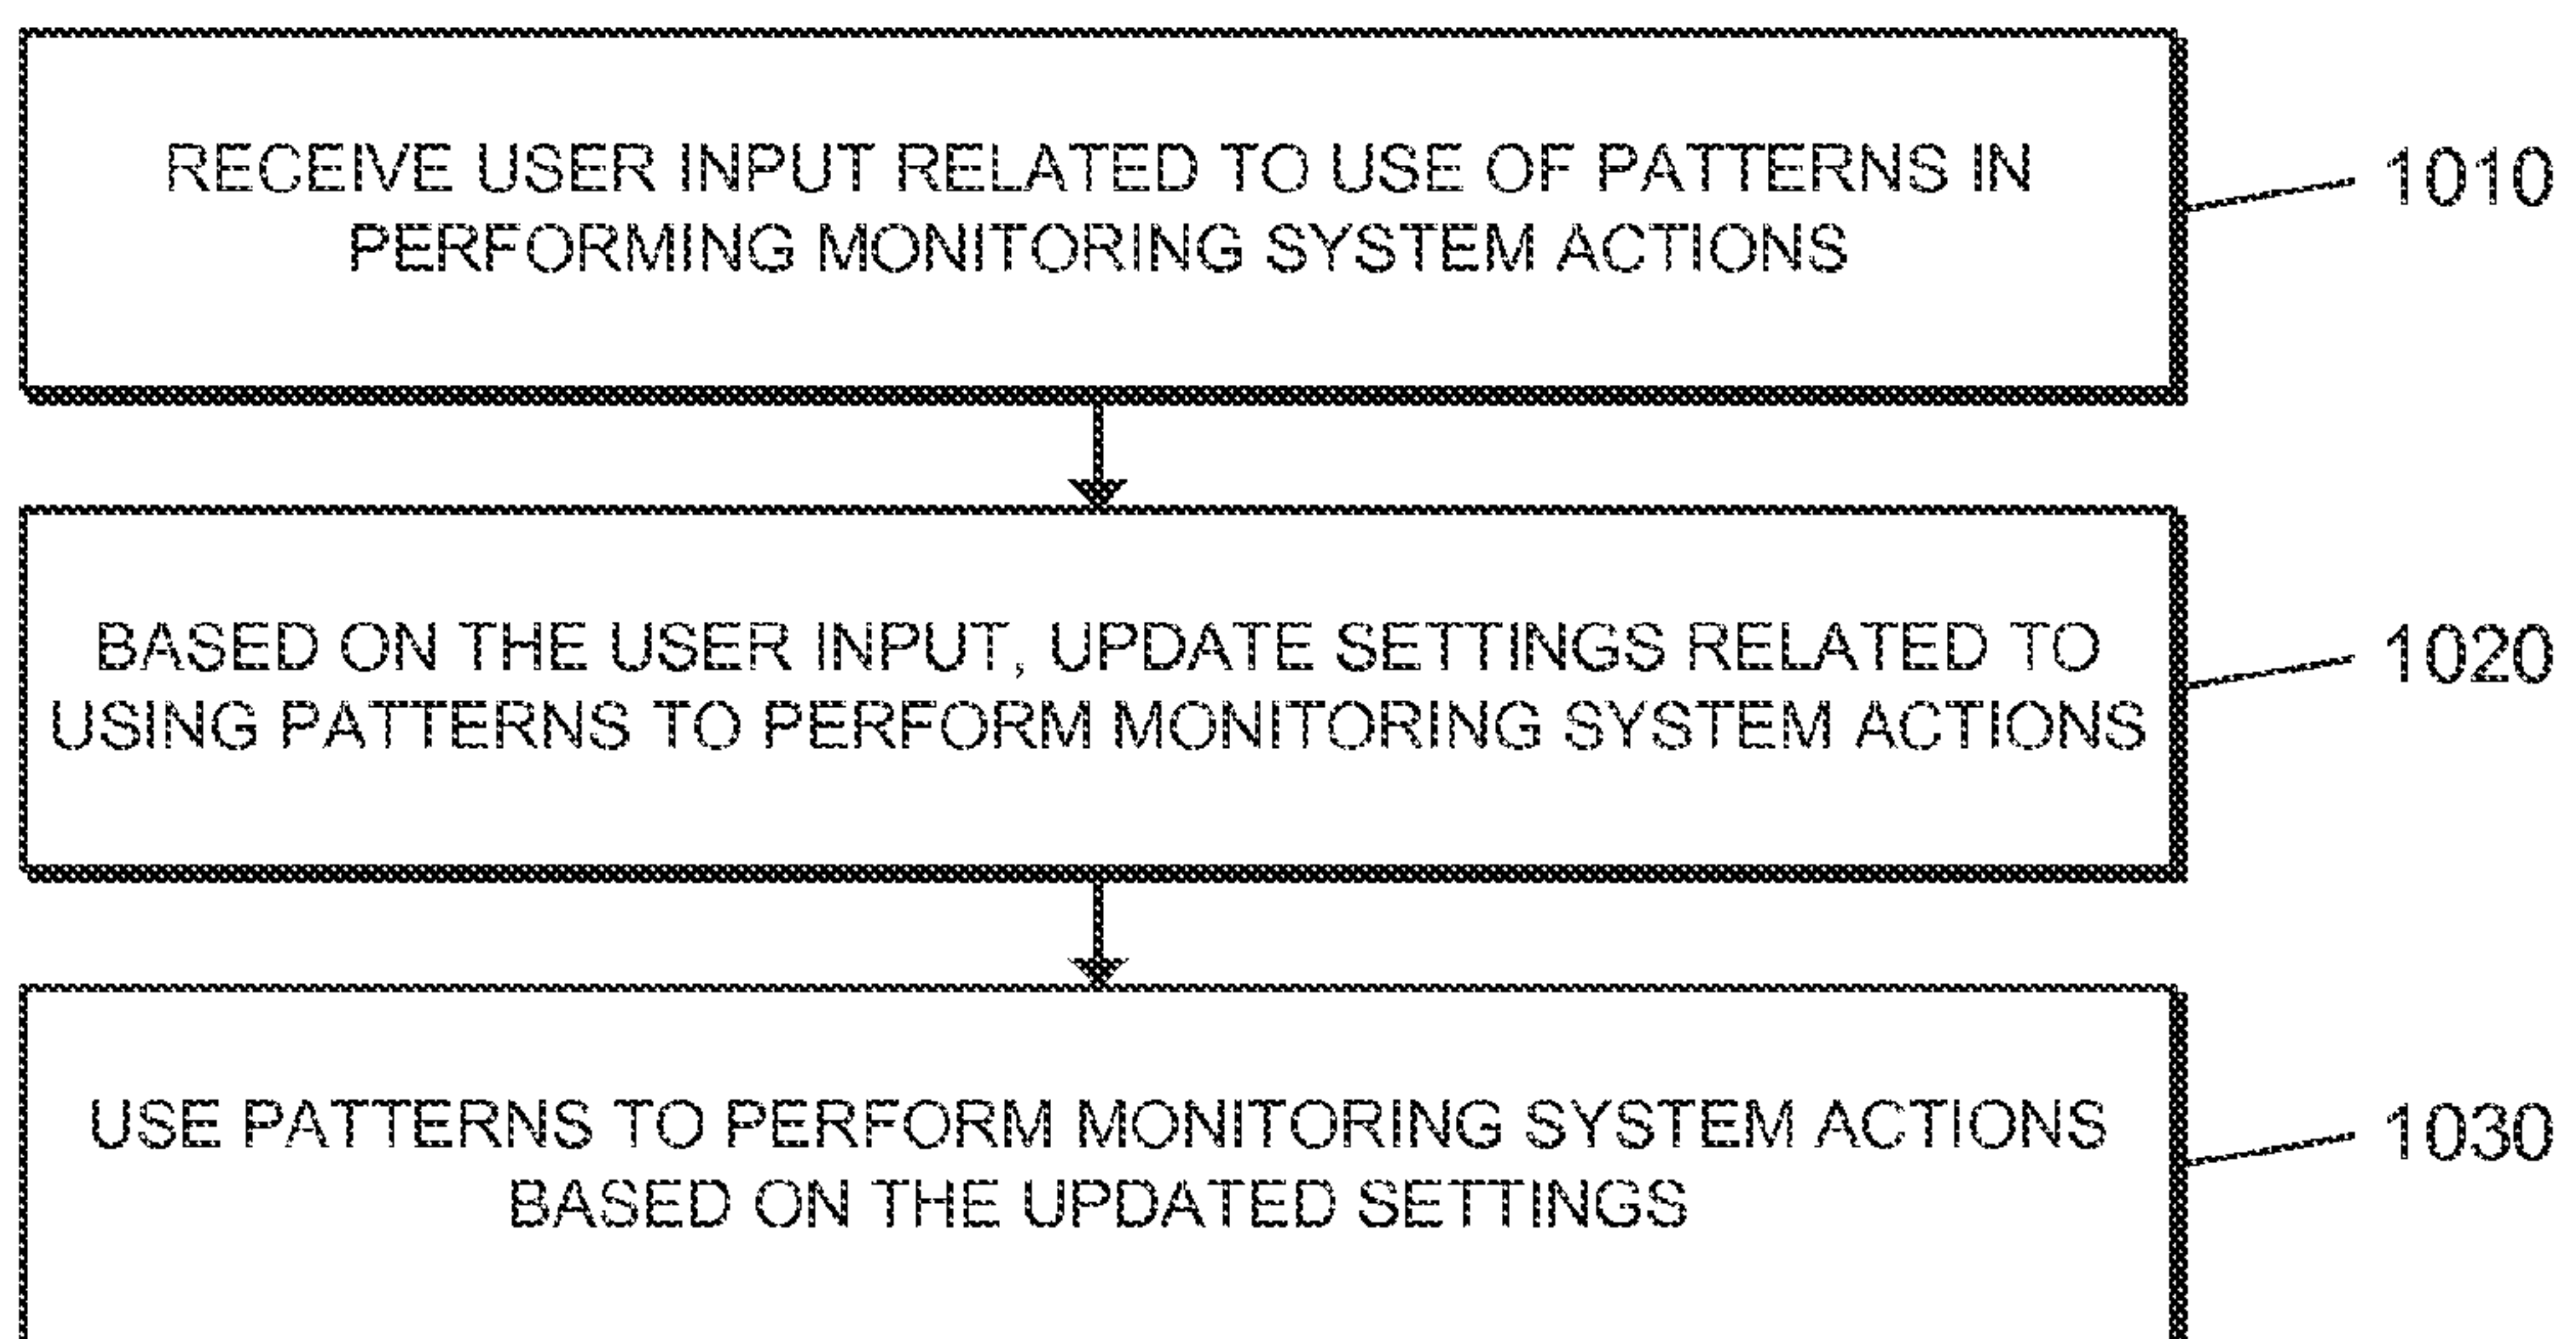 RECEIVE USER INPUT RELATED TO USE OF PATTERNS IN
PERFORMING MONITORING SYSTEM ACTIONS
1010
BASED ON THE USER INPUT, UPDATE SETTINGS RELATED TO
USING PATTERNS TO PERFORM MONITORING SYSTEM ACTIONS
1020
USE PATTERNS TO PERFORM MONITORING SYSTEM ACTIONS
BASED ON THE UPDATED SETTINGS
1030